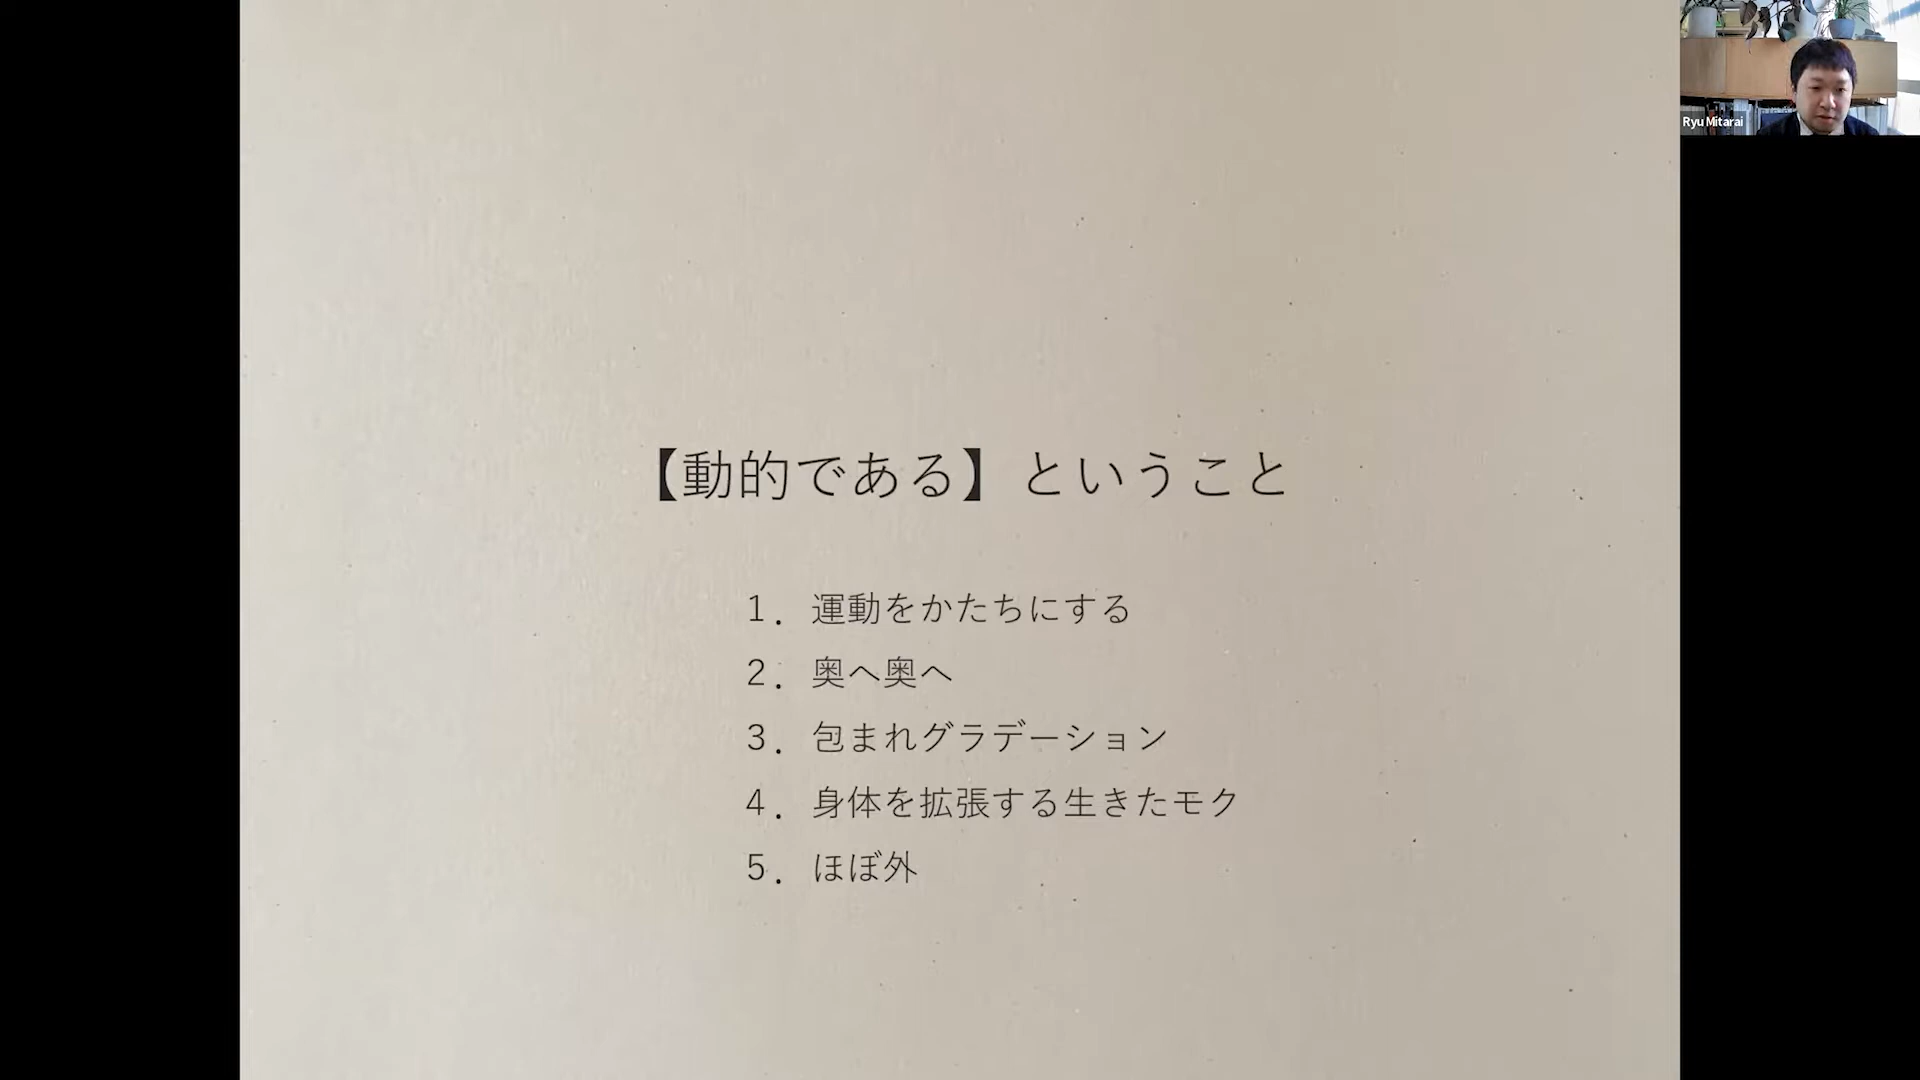 Ryu Mitarai
【動的である】ということ
1．運動をかたちにする
2．奥へ奥へ
3．包まれグラデーション
4．身体を拡張する生きたモク
5．ほぼ外